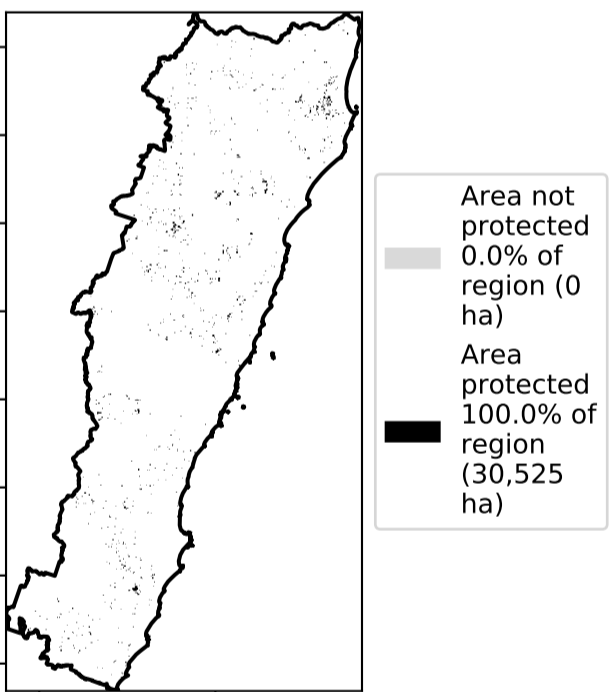 Area not
protected
0.0% of
region (0
ha)
Area
protected
100.0% of
region
(30,525
ha)